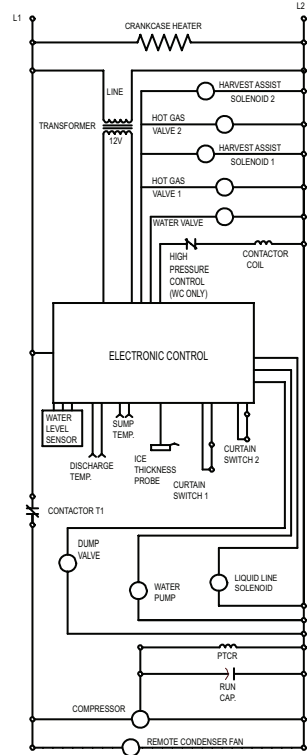 L1
L2
CRANKCASE HEATER
LINE
TRANSFORMER
12V
HARVEST ASSIST
SOLENOID 2
HOT GAS
VALVE 2
HARVEST ASSIST
SOLENOID 1
HOT GAS
VALVE 1
WATER VALVE
HIGH
PRESSURE
CONTROL
(WC ONLY)
CONTACTOR
COIL
ELECTRONIC CONTROL
WATER
LEVEL
SENSOR
SUMP
TEMP.
DISCHARGE
TEMP.
ICE
THICKNESS
PROBE
CURTAIN
SWITCH 1
CURTAIN
SWITCH 2
CONTACTOR T1
DUMP
VALVE
WATER
PUMP
LIQUID LINE
SOLENOID
PTCR
RUN
CAP.
COMPRESSOR
REMOTE CONDENSER FAN